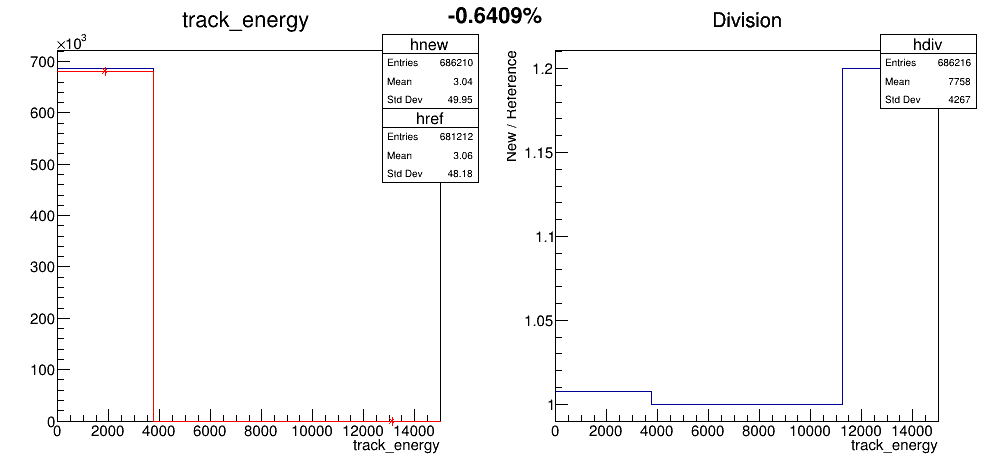 track_energy
-0.6409%
Division
×10³
700
600
500
400
300
200
100
0
0 2000 4000 6000 8000 10000 12000 14000
track_energy
hnew
Entries 686210
Mean 3.04
Std Dev 49.95
href
Entries 681212
Mean 3.06
Std Dev 48.18
New / Reference
1.2
1.15
1.1
1.05
1
0 2000 4000 6000 8000 10000 12000 14000
track_energy
hdiv
Entries 686216
Mean 7758
Std Dev 4267